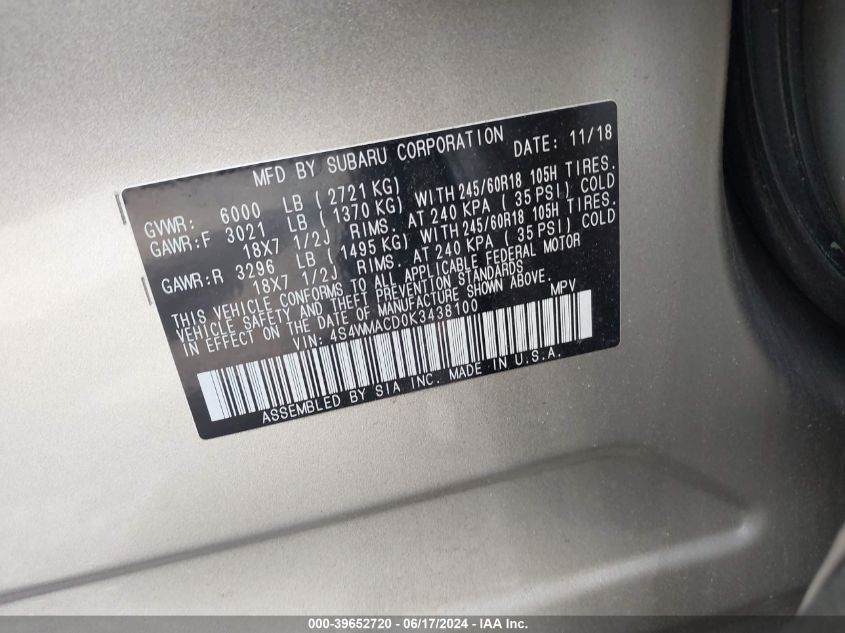 MFD BY SUBARU CORPORATION DATE: 11/18
GVWR: 6000 LB ( 2721 KG)
GAWR:F 3021 LB ( 1370 KG) WITH 245/60R18 105H TIRES.
18X7 1/2J RIMS. AT 240 KPA ( 35 PSI) COLD
GAWR:R 3296 LB ( 1495 KG) WITH 245/60R18 105H TIRES.
18X7 1/2J RIMS. AT 240 KPA ( 35 PSI) COLD
THIS VEHICLE CONFORMS TO ALL APPLICABLE FEDERAL MOTOR
VEHICLE SAFETY AND THEFT PREVENTION STANDARDS
IN EFFECT ON THE DATE OF MANUFACTURE SHOWN ABOVE.
VIN: 4S4WMACD0K3438100 MPV
ASSEMBLED BY SIA INC. MADE IN U.S.A.
000-39652720 - 06/17/2024 - IAA Inc.